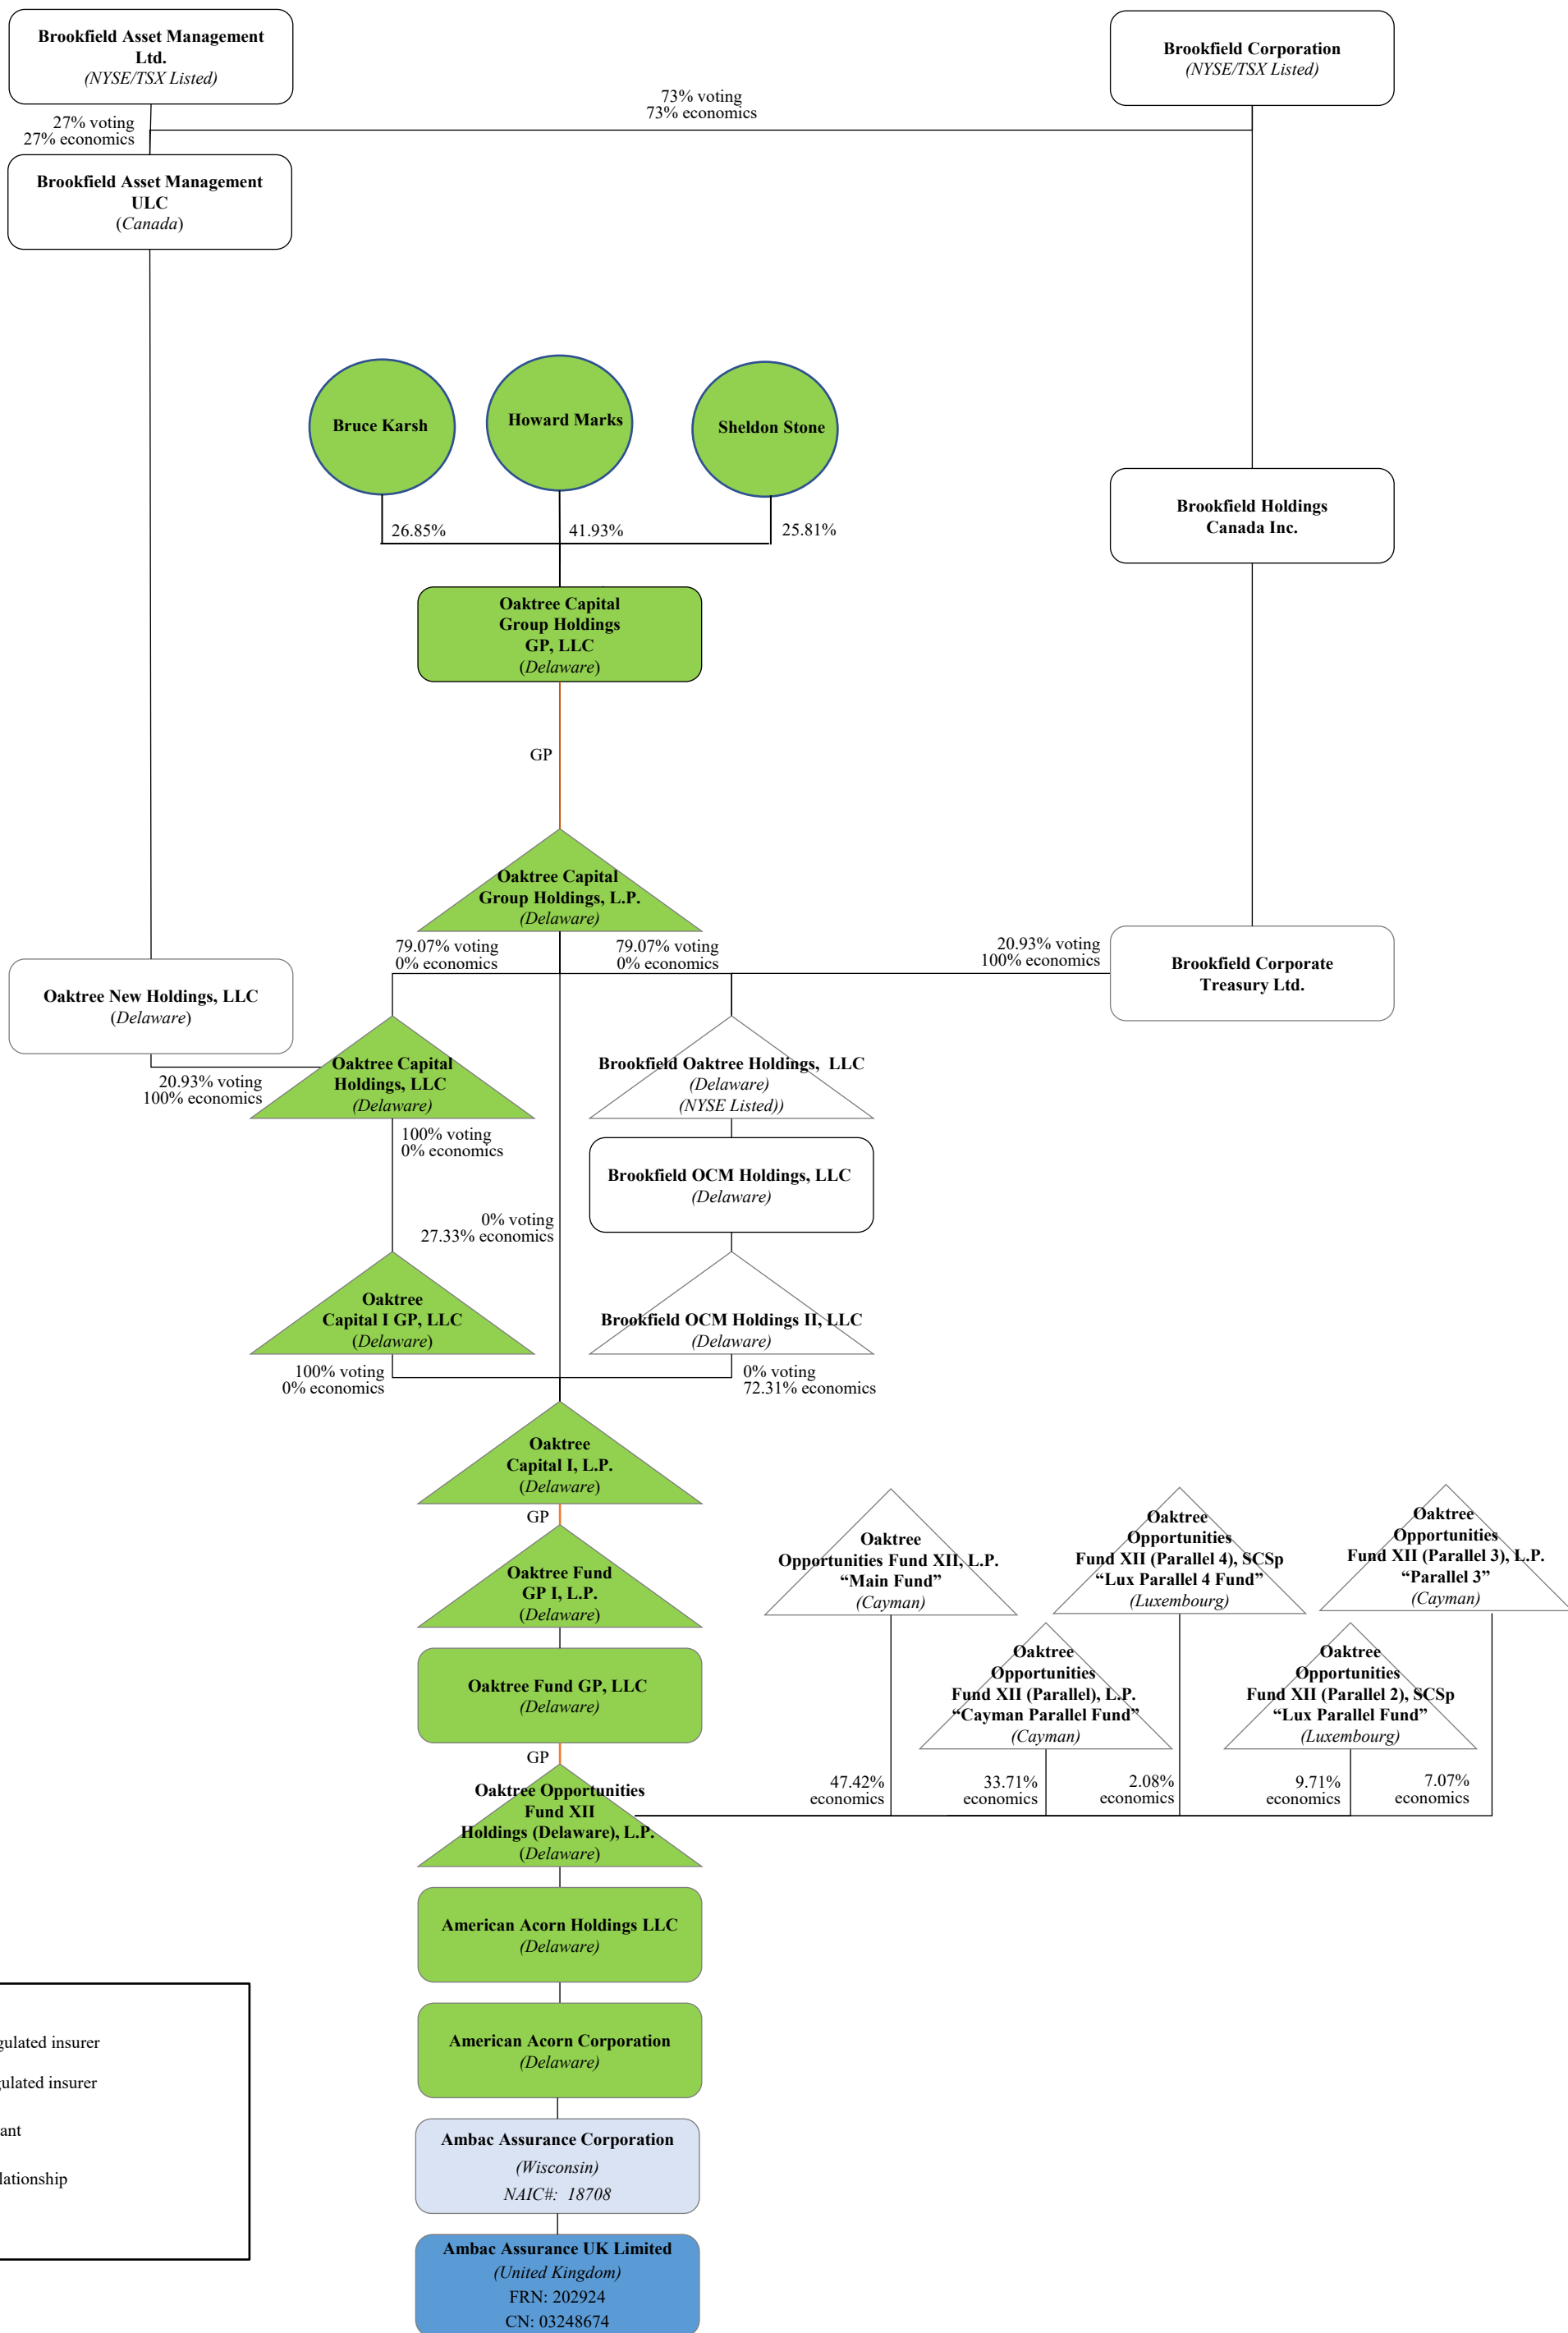 Brookfield Asset Management
Ltd.
(NYSE/TSX Listed)
Brookfield Corporation
(NYSE/TSX Listed)
73% voting
73% economics
27% voting
27% economics
Brookfield Asset Management
ULC
(Canada)
Bruce Karsh
Howard Marks
Sheldon Stone
26.85%
41.93%
25.81%
Brookfield Holdings
Canada Inc.
Oaktree Capital
Group Holdings
GP, LLC
(Delaware)
GP
Oaktree Capital
Group Holdings, L.P.
(Delaware)
79.07% voting
0% economics
79.07% voting
0% economics
20.93% voting
100% economics
Brookfield Corporate
Treasury Ltd.
Oaktree New Holdings, LLC
(Delaware)
20.93% voting
100% economics
Oaktree Capital
Holdings, LLC
(Delaware)
Brookfield Oaktree Holdings, LLC
(Delaware)
(NYSE Listed))
100% voting
0% economics
Brookfield OCM Holdings, LLC
(Delaware)
0% voting
27.33% economics
Oaktree
Capital I GP, LLC
(Delaware)
Brookfield OCM Holdings II, LLC
(Delaware)
100% voting
0% economics
0% voting
72.31% economics
Oaktree
Capital I, L.P.
(Delaware)
GP
Oaktree Fund
GP I, L.P.
(Delaware)
Oaktree Fund GP, LLC
(Delaware)
GP
Oaktree
Opportunities Fund XII, L.P.
“Main Fund”
(Cayman)
Oaktree
Opportunities
Fund XII (Parallel 4), SCSp
“Lux Parallel 4 Fund”
(Luxembourg)
Oaktree
Opportunities
Fund XII (Parallel 3), L.P.
“Parallel 3”
(Cayman)
Oaktree
Opportunities
Fund XII (Parallel), L.P.
“Cayman Parallel Fund”
(Cayman)
Oaktree
Opportunities
Fund XII (Parallel 2), SCSp
“Lux Parallel Fund”
(Luxembourg)
47.42%
economics
33.71%
economics
2.08%
economics
9.71%
economics
7.07%
economics
Oaktree Opportunities
Fund XII
Holdings (Delaware), L.P.
(Delaware)
American Acorn Holdings LLC
(Delaware)
American Acorn Corporation
(Delaware)
Ambac Assurance Corporation
(Wisconsin)
NAIC#: 18708
Ambac Assurance UK Limited
(United Kingdom)
FRN: 202924
CN: 03248674
gulated insurer
gulated insurer
ant
lationship